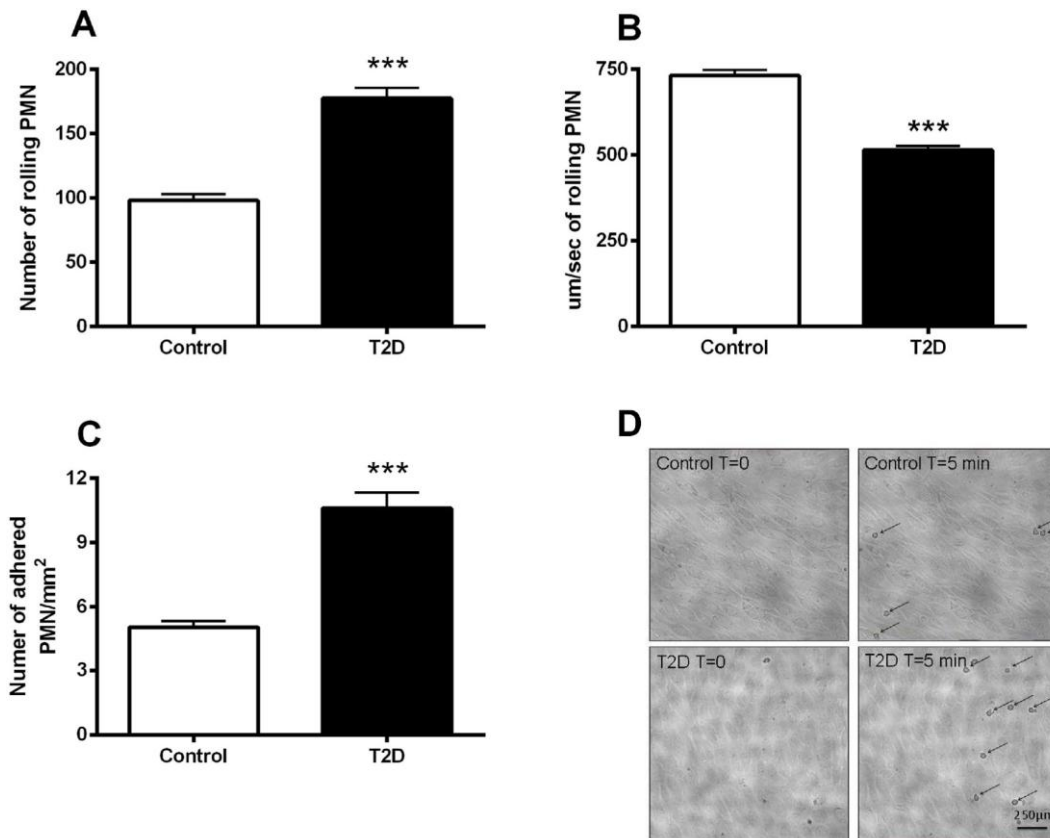 A
Number of rolling PMN
200
150
100
50
0
***
Control
T2D
B
um/sec of rolling PMN
750
500
250
0
***
Control
T2D
C
Numer of adhered
PMN/mm²
12
9
6
3
0
***
Control
T2D
D
Control T=0
Control T=5 min
T2D T=0
T2D T=5 min
250µm